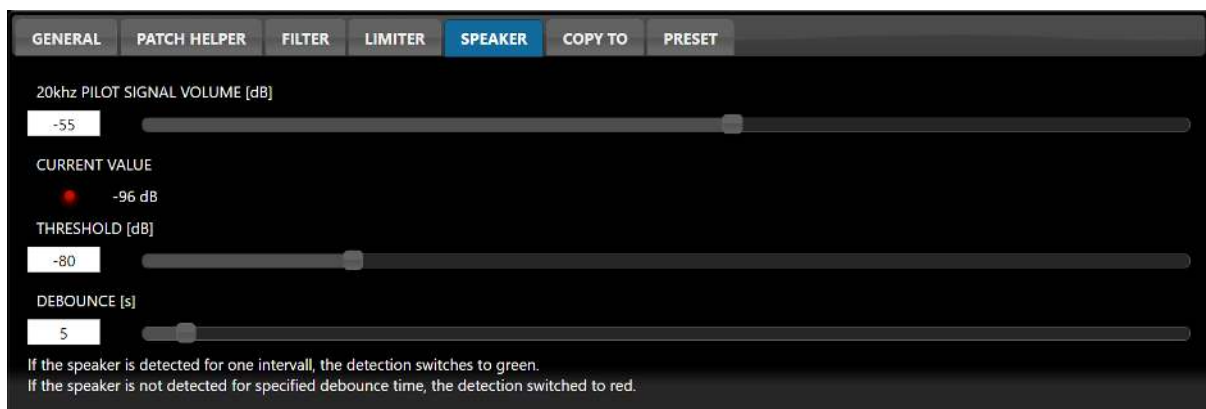 GENERAL PATCH HELPER FILTER LIMITER SPEAKER COPY TO PRESET
20khz PILOT SIGNAL VOLUME [dB]
-55
CURRENT VALUE
-96 dB
THRESHOLD [dB]
-80
DEBOUNCE [s]
5
If the speaker is detected for one intervall, the detection switches to green.
If the speaker is not detected for specified debounce time, the detection switched to red.